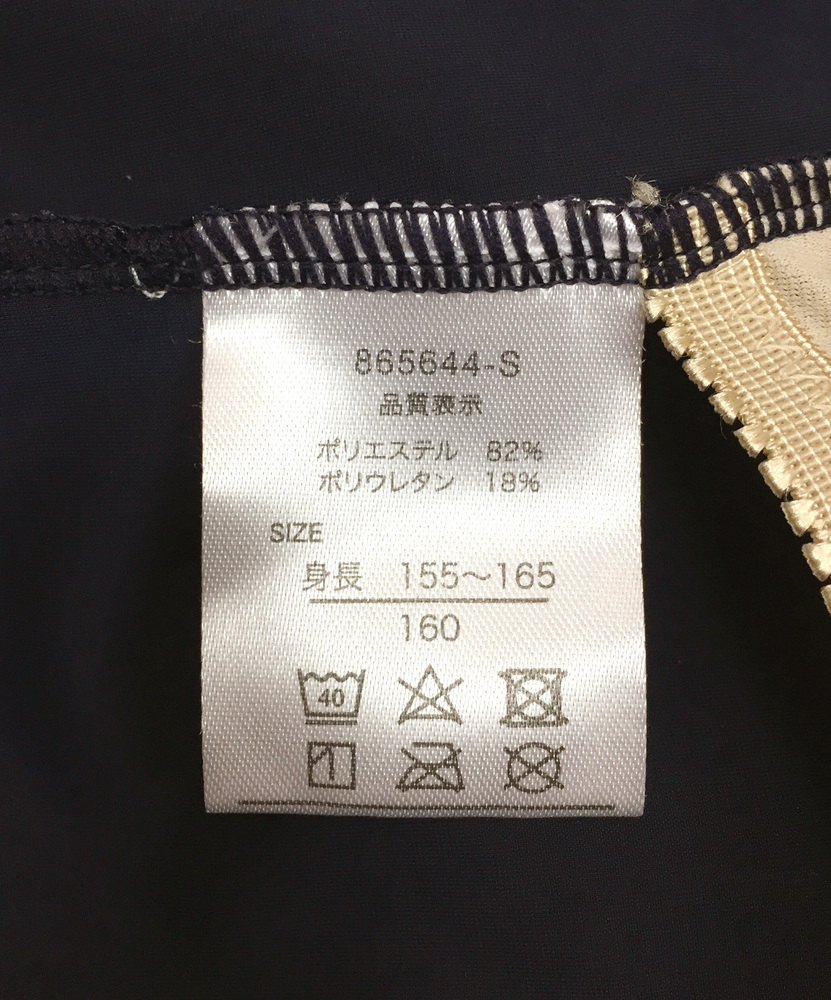 865644-S
品質表示
ポリエステル 82%
ポリウレタン 18%
SIZE
身長 155〜165
160
40